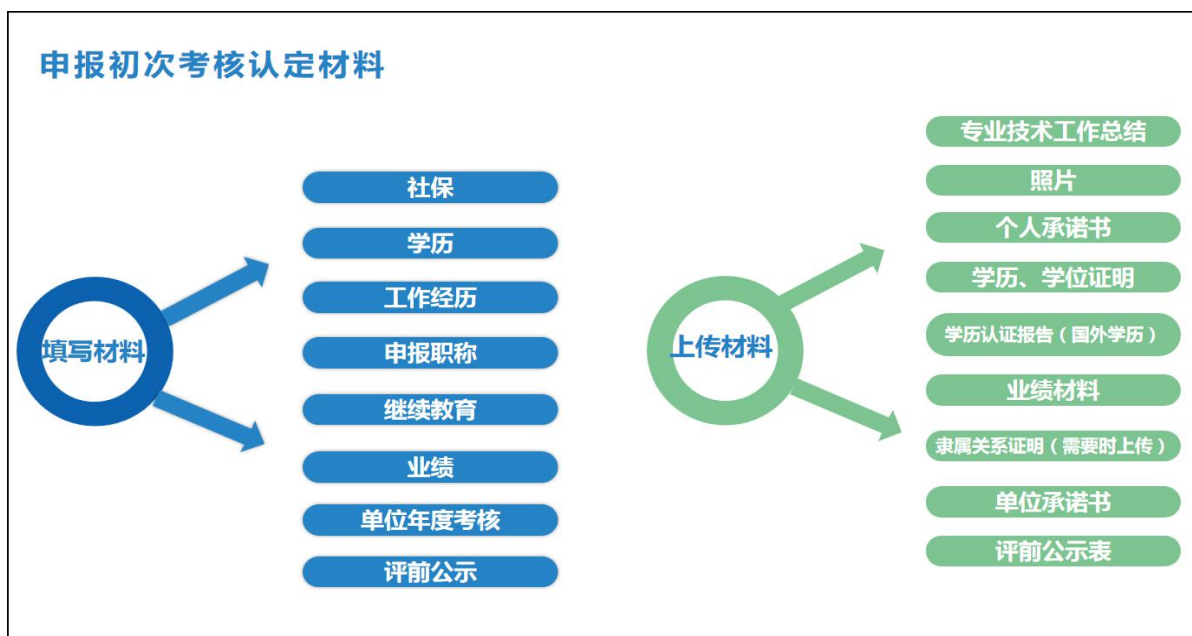 申报初次考核认定材料
填写材料
社保
学历
工作经历
申报职称
继续教育
业绩
单位年度考核
评前公示
上传材料
专业技术工作总结
照片
个人承诺书
学历、学位证明
学历认证报告（国外学历）
业绩材料
隶属关系证明（需要时上传）
单位承诺书
评前公示表